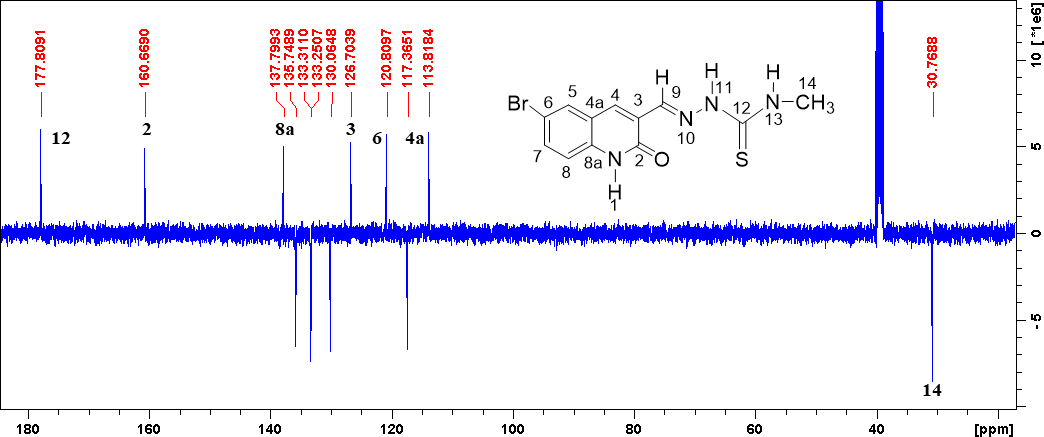 177.8091
160.6690
137.7993
135.7489
133.3110
133.2507
130.0648
126.7039
120.8097
117.3651
113.8184
30.7688
12
2
8a
3
6
4a
14
Br
6
5
4a
4
3
H
9
N
10
H
N
11
12
S
H
N
13
14
CH3
7
8
8a
N
H
1
2
O
10 [ *1e6]
5
0
-5
180
160
140
120
100
80
60
40
20
[ppm]